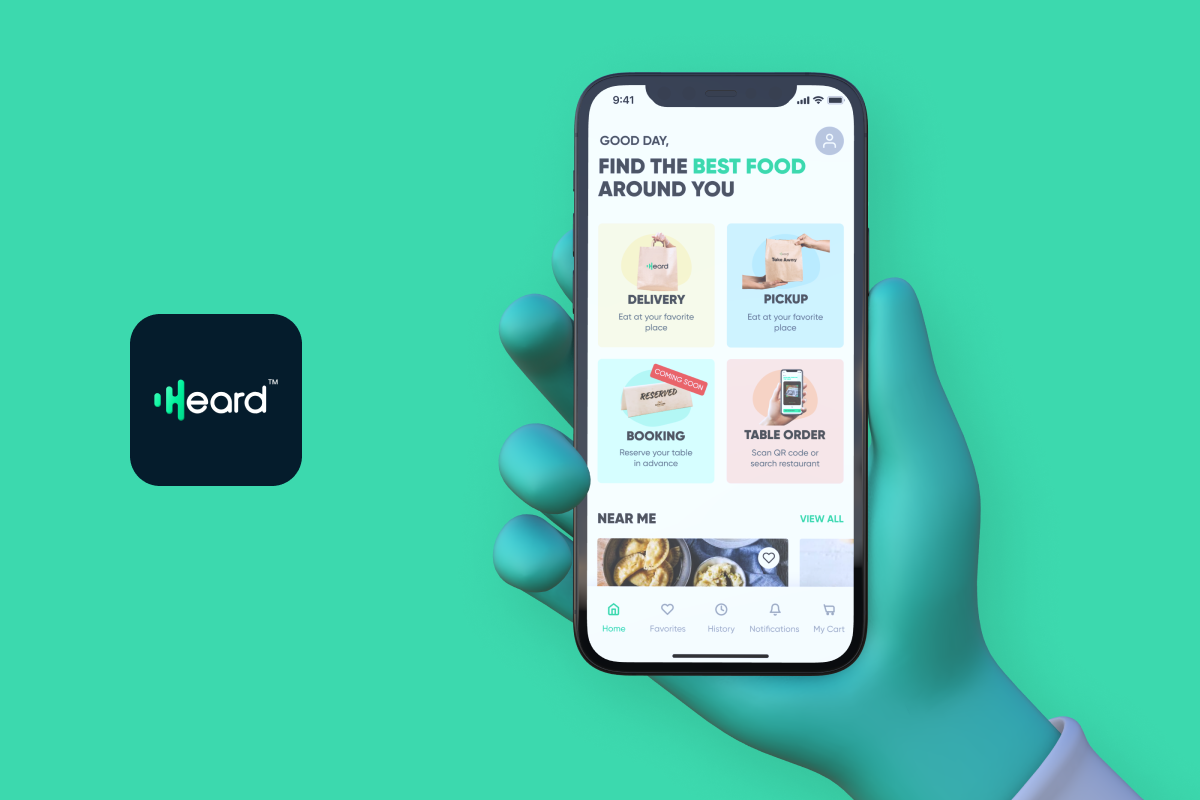 Heard™
9:41
GOOD DAY,
FIND THE BEST FOOD
AROUND YOU
Heard
DELIVERY
Eat at your favorite
place
Take Away
PICKUP
Eat at your favorite
place
COMING SOON
RESERVED
BOOKING
Reserve your table
in advance
TABLE ORDER
Scan QR code or
search restaurant
NEAR ME
VIEW ALL
Home
Favorites
History
Notifications
My Cart